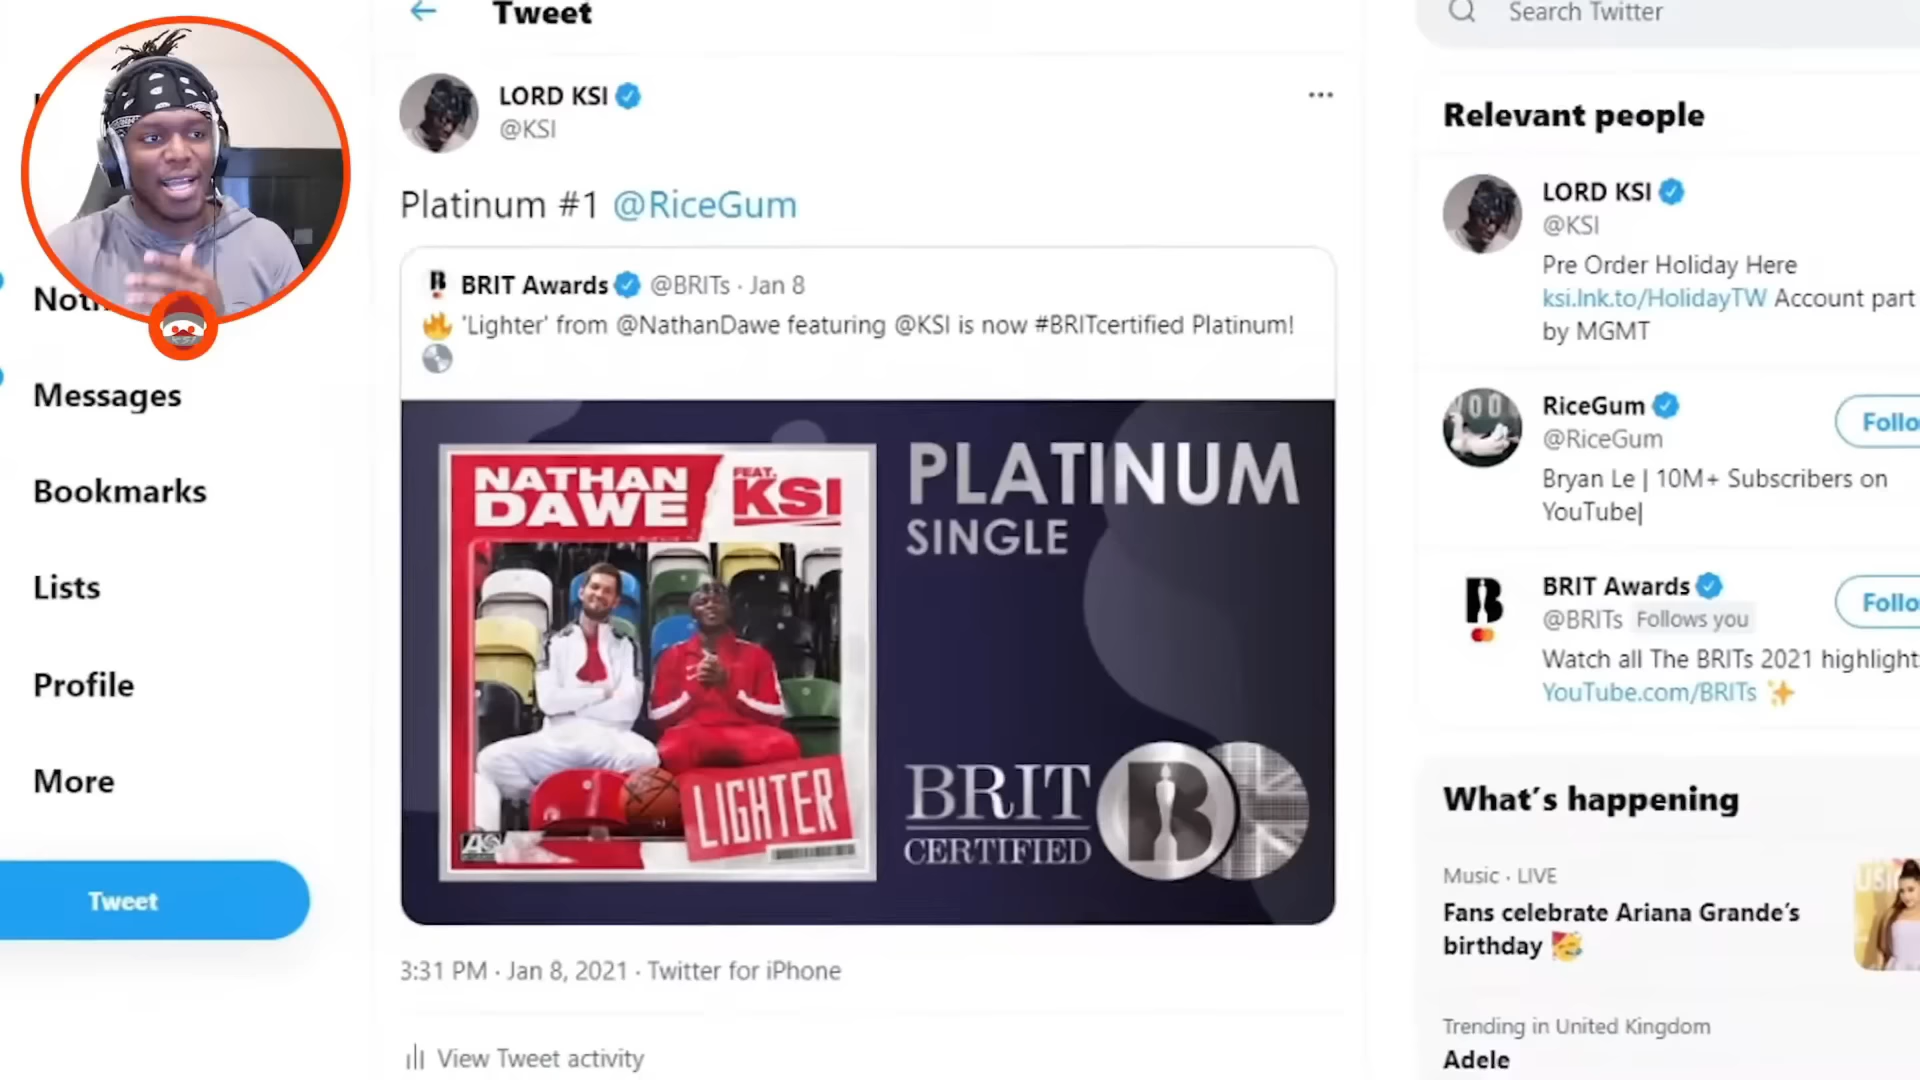 Tweet
Search Twitter
LORD KSI
@KSI
Platinum #1 @RiceGum
BRIT Awards @BRITs · Jan 8
🔥 'Lighter' from @NathanDawe featuring @KSI is now #BRITcertified Platinum!
💿
NATHAN
DAWE
FEAT.
KSI
LIGHTER
PLATINUM
SINGLE
BRIT
CERTIFIED
3:31 PM · Jan 8, 2021 · Twitter for iPhone
View Tweet activity
Messages
Bookmarks
Lists
Profile
More
Tweet
Relevant people
LORD KSI
@KSI
Pre Order Holiday Here
ksi.lnk.to/HolidayTW Account part
by MGMT
RiceGum
@RiceGum
Bryan Le | 10M+ Subscribers on
YouTube|
BRIT Awards
@BRITs Follows you
Watch all The BRITs 2021 highlight
YouTube.com/BRITs ✨
What's happening
Music · LIVE
Fans celebrate Ariana Grande's
birthday 🥳
Trending in United Kingdom
Adele